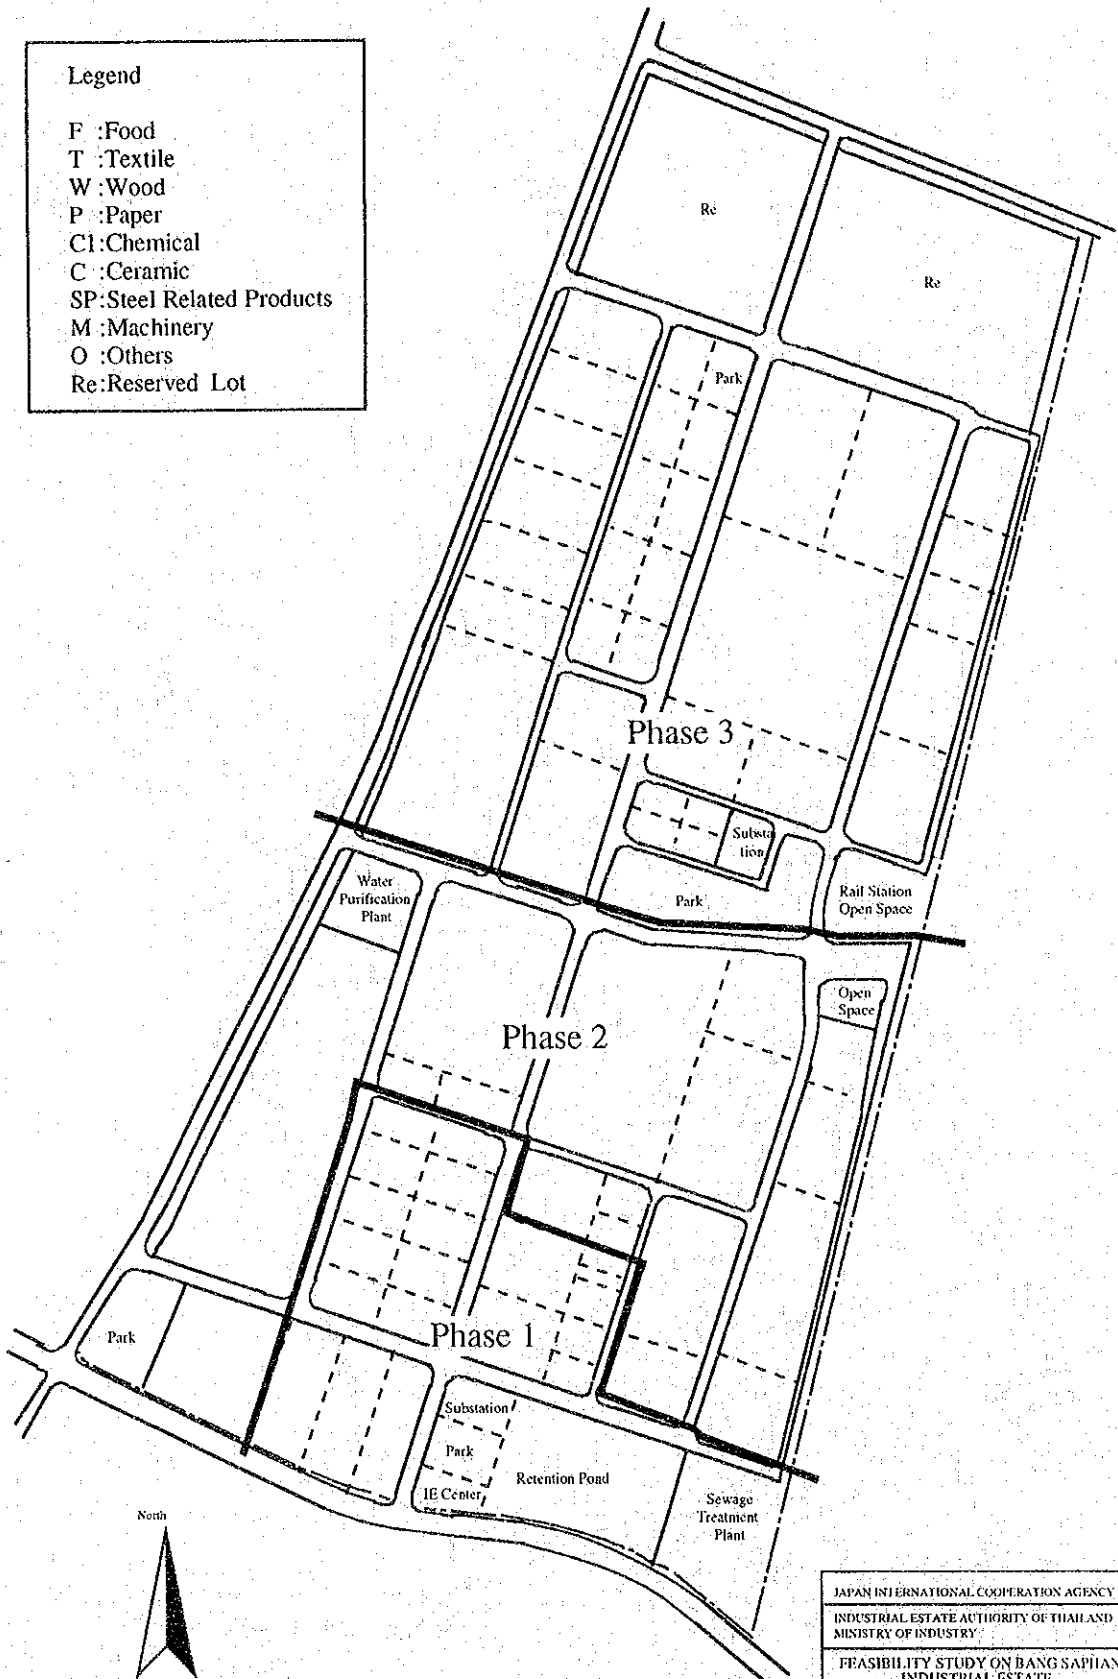 Legend
F :Food
T :Textile
W :Wood
P :Paper
C1:Chemical
C :Ceramic
SP:Steel Related Products
M :Machinery
O :Others
Re:Reserved Lot
Re
Re
Park
Phase 3
Substa
tion
Park
Rail Station
Open Space
Water
Purification
Plant
Open
Space
Phase 2
Phase 1
Park
Substation
Park
IE Center
Retention Pond
Sewage
Treatment
Plant
North
JAPAN INTERNATIONAL COOPERATION AGENCY
INDUSTRIAL ESTATE AUTHORITY OF THAILAND
MINISTRY OF INDUSTRY
FEASIBILITY STUDY ON BANG SAPHAN
INDUSTRIAL ESTATE